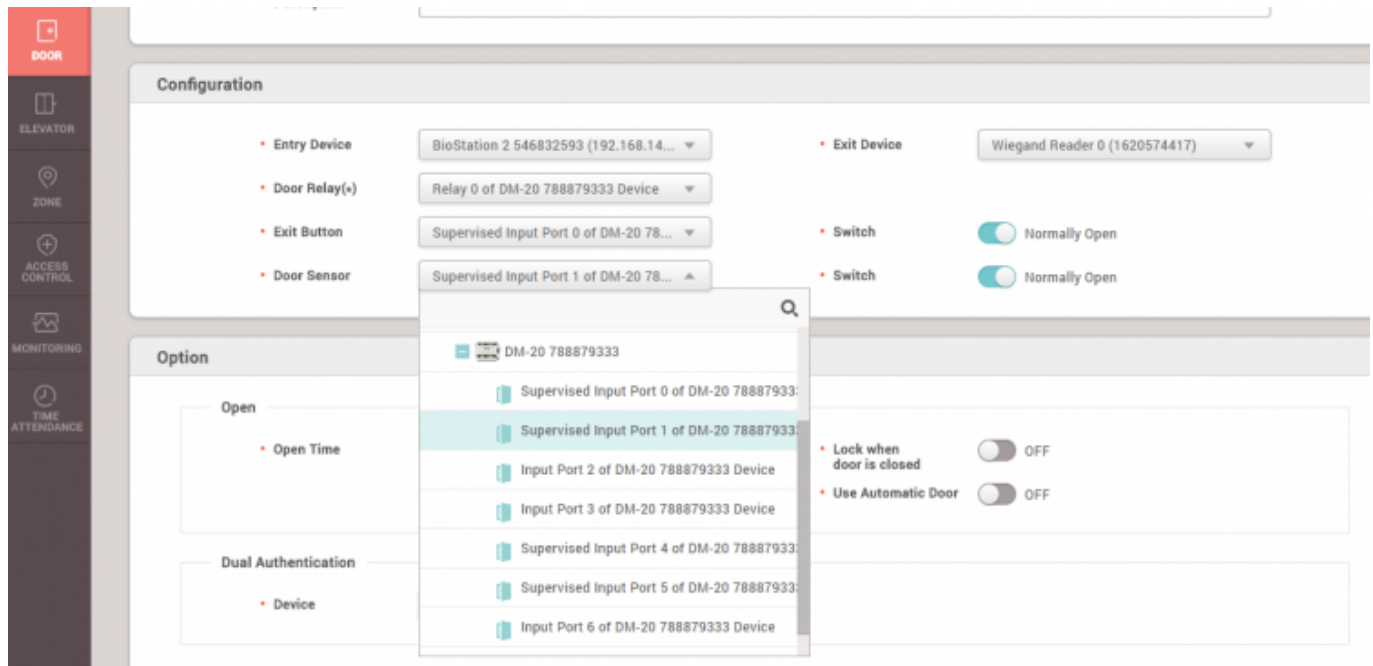 DOOR
ELEVATOR
ZONE
ACCESS
CONTROL
MONITORING
TIME
ATTENDANCE
Configuration
• Entry Device BioStation 2 546832593 (192.168.14... • Exit Device Wiegand Reader 0 (1620574417)
• Door Relay(*) Relay 0 of DM-20 788879333 Device
• Exit Button Supervised Input Port 0 of DM-20 78... • Switch Normally Open
• Door Sensor Supervised Input Port 1 of DM-20 78... • Switch Normally Open
DM-20 788879333
Supervised Input Port 0 of DM-20 788879333
Supervised Input Port 1 of DM-20 788879333
Input Port 2 of DM-20 788879333 Device
Input Port 3 of DM-20 788879333 Device
Supervised Input Port 4 of DM-20 788879333
Supervised Input Port 5 of DM-20 788879333
Input Port 6 of DM-20 788879333 Device
Option
Open
• Open Time • Lock when
door is closed OFF
• Use Automatic Door OFF
Dual Authentication
• Device